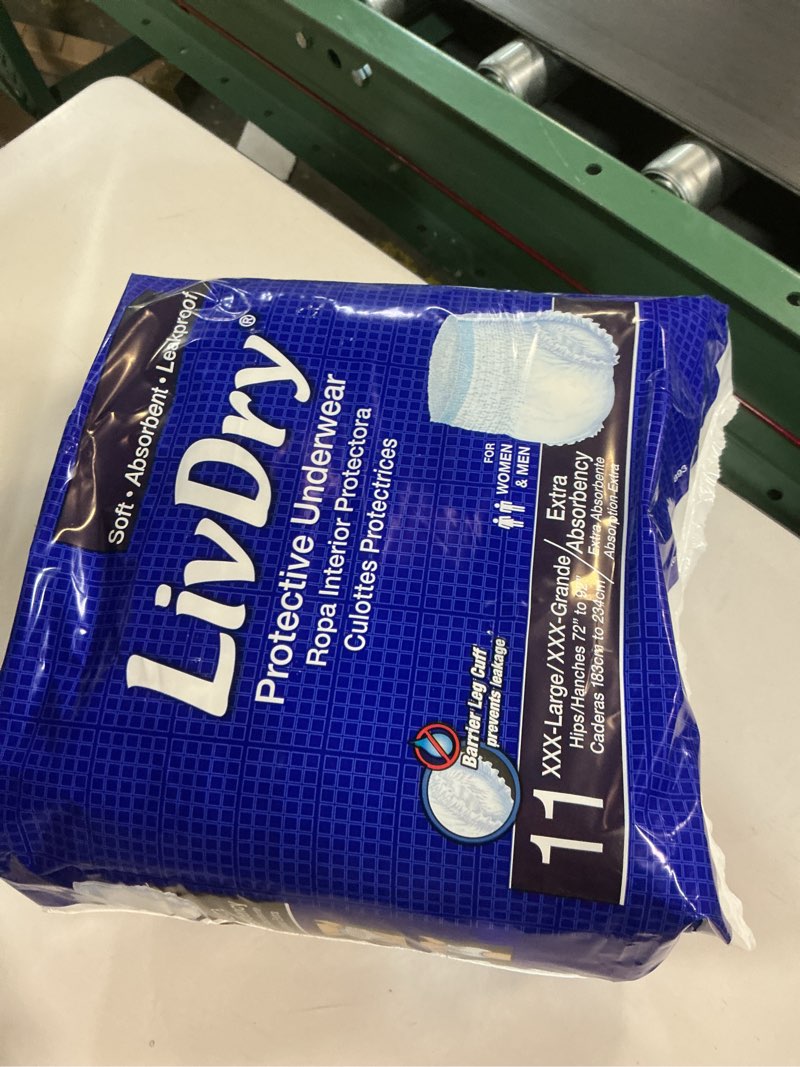 Soft • Absorbent • Leakproof
LivDry®
Protective Underwear
Ropa Interior Protectora
Culottes Protectrices
FOR
WOMEN
& MEN
Barrier Leg Cuff
prevents leakage
11
XXX-Large/XXX-Grande
Hips/Hanches 72" to 92"
Caderas 183cm to 234cm
Extra
Absorbency
Extra Absorbente
Absorption Extra